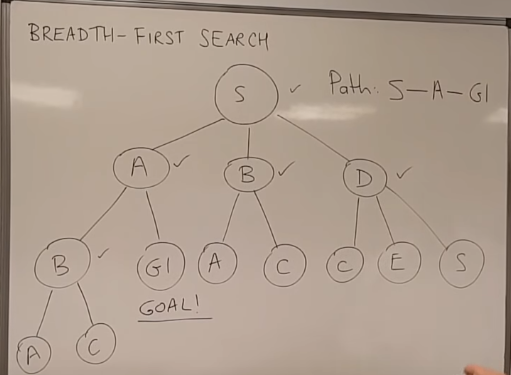 BREADTH-FIRST SEARCH
S ✓ Path: S-A-G1
A ✓ B ✓ D ✓
B ✓ G1 A C C E S
GOAL!
A C